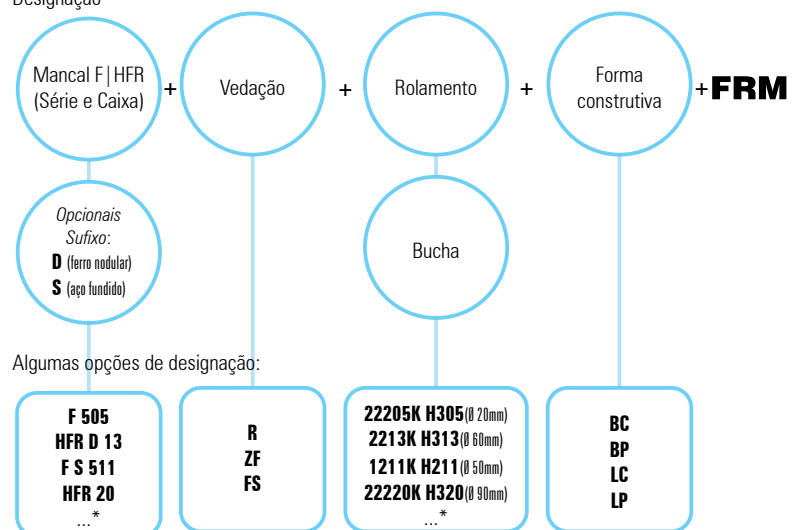 Designação
Mancal F|HFR
(Série e Caixa)
+
Vedação
+
Rolamento
+
Forma
construtiva
+FRM
Opcionais
Sufixo:
D (ferro nodular)
S (aço fundido)
Bucha
Algumas opções de designação:
F 505
HFR D 13
F S 511
HFR 20
...*
R
ZF
FS
22205K H305(Ø 20mm)
2213K H313(Ø 60mm)
1211K H211(Ø 50mm)
22220K H320(Ø 90mm)
...*
BC
BP
LC
LP